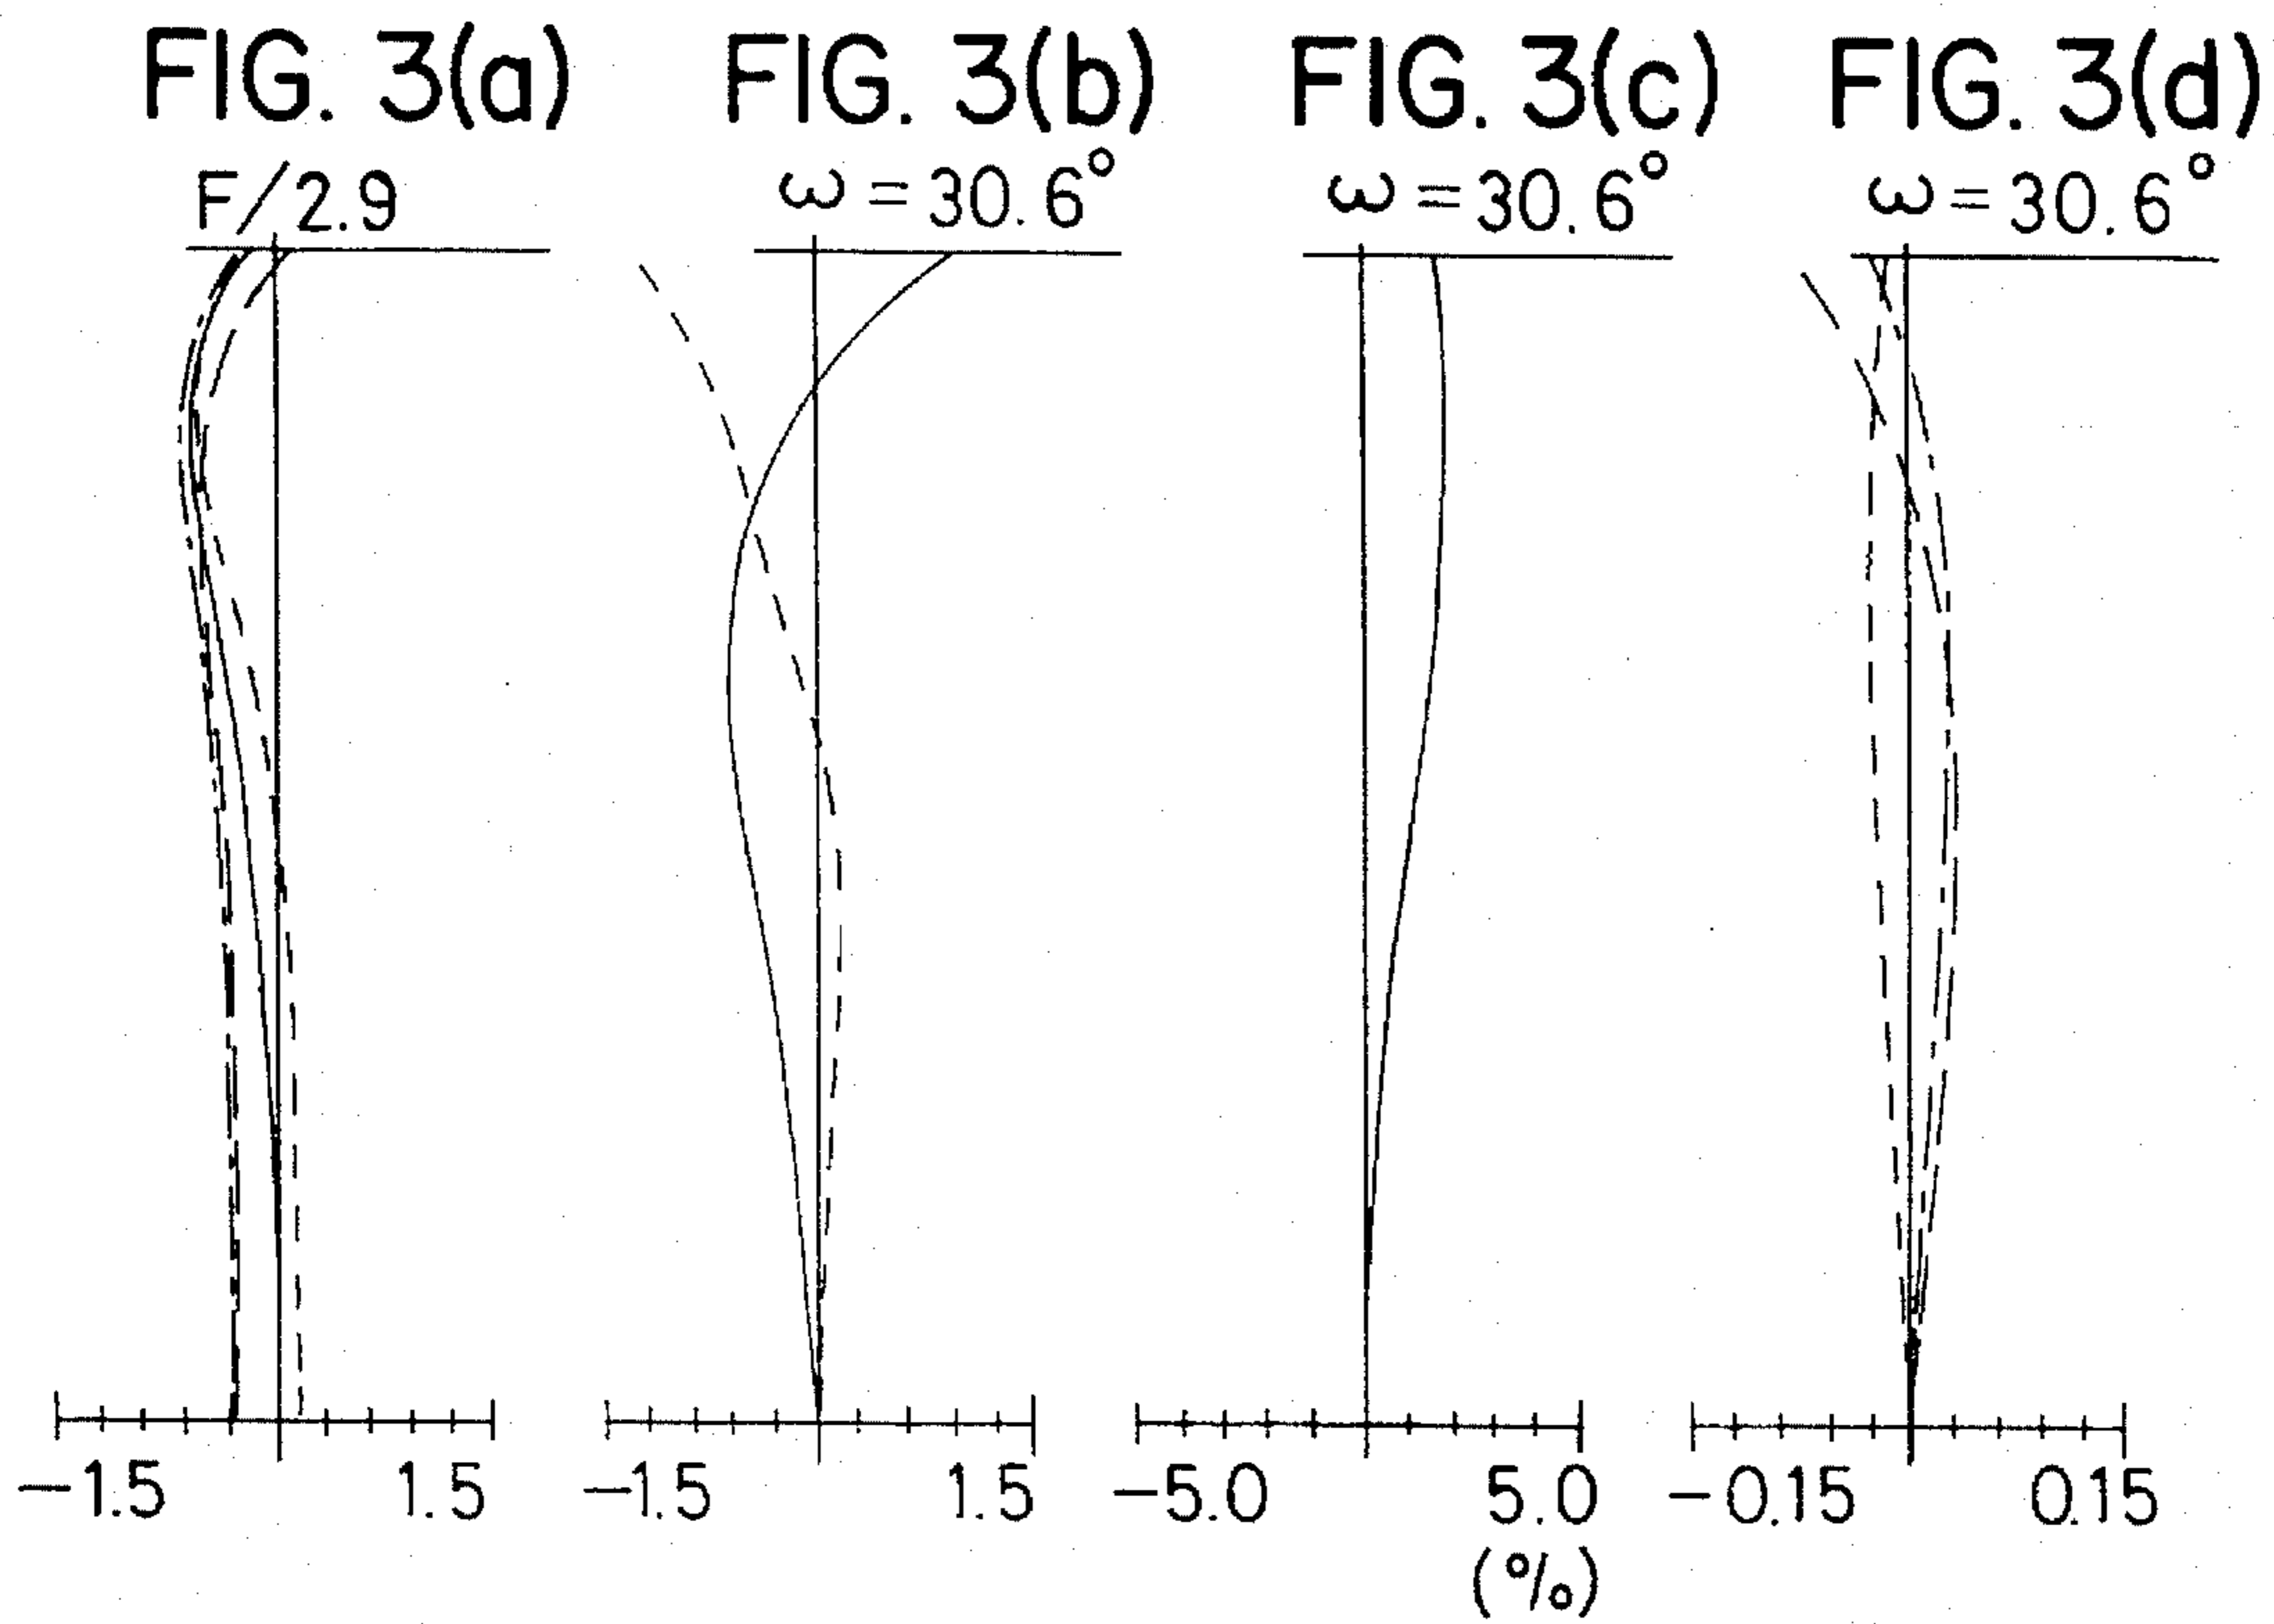 FIG. 3(a)
F/2.9
−1.5 1.5
FIG. 3(b)
ω = 30.6°
−1.5 1.5
FIG. 3(c)
ω = 30.6°
−5.0 5.0
(%)
FIG. 3(d)
ω = 30.6°
−0.15 0.15